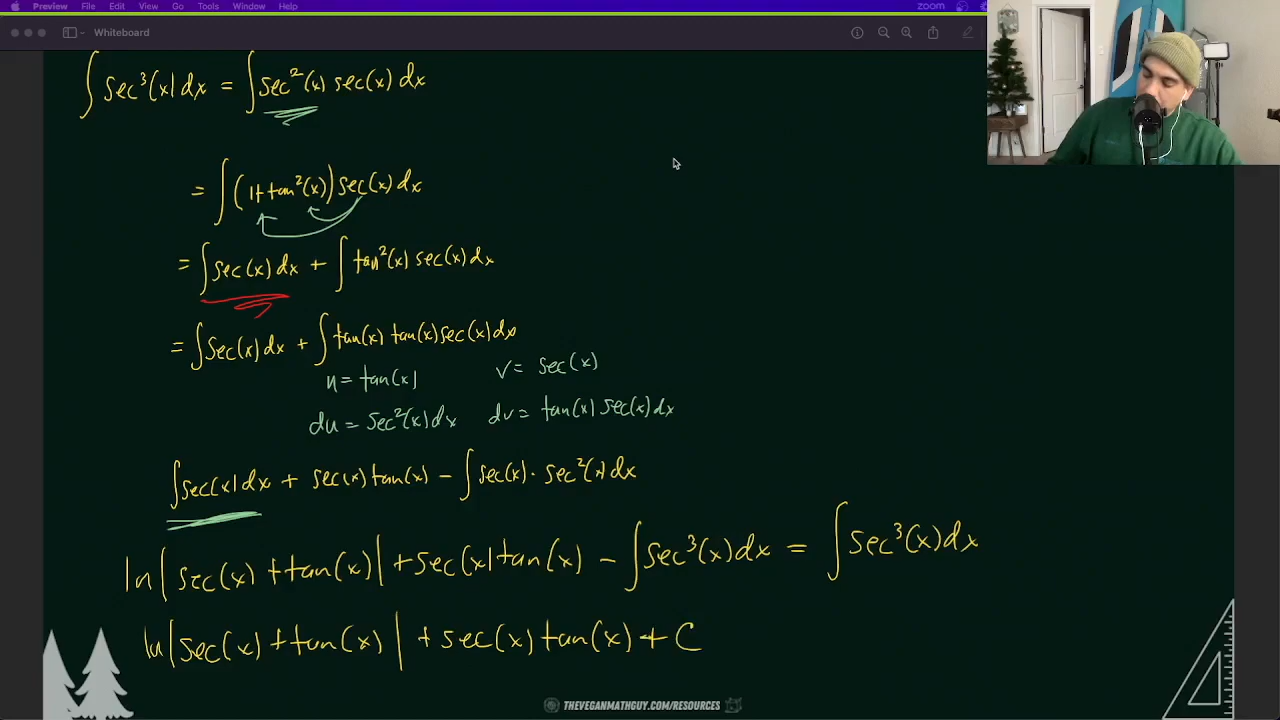 Preview File Edit View Go Tools Window Help zoom
Whiteboard
∫ sec³(x) dx = ∫ sec²(x) sec(x) dx
= ∫ (1 + tan²(x)) sec(x) dx
= ∫ sec(x) dx + ∫ tan²(x) sec(x) dx
= ∫ sec(x) dx + ∫ tan(x) tan(x) sec(x) dx
u = tan(x) v = sec(x)
du = sec²(x) dx dv = tan(x) sec(x) dx
∫ sec(x) dx + sec(x) tan(x) - ∫ sec(x) · sec²(x) dx
ln|sec(x) + tan(x)| + sec(x) tan(x) - ∫ sec³(x) dx = ∫ sec³(x) dx
ln|sec(x) + tan(x)| + sec(x) tan(x) + C
THEVEGANMATHGUY.COM/RESOURCES